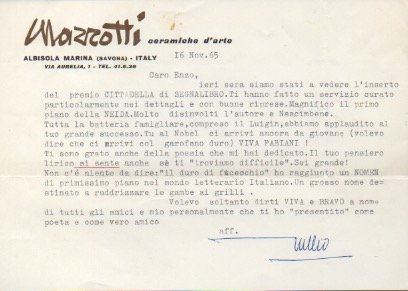 Mazzotti ceramiche d'arte
ALBISOLA MARINA (SAVONA) - ITALY
VIA AURELIA, 1 - TEL. 41.6.26
16 Nov.65
Caro Enzo,
ieri sera siamo stati a vedere l'inserto
del premio CITTADELLA di SEGNALIBRO.Ti hanno fatto un servizio curato
particolarmente nei dettagli e con buone riprese.Magnifico il primo
piano della NEIDA.Molto disinvolti l'autore e Nascimbene.
Tutta la batteria famigliare,compreso il Luigin,abbiamo applaudito al
tuo grande successo.Tu al Nobel ci arrivi ancora da giovane (volevo
dire che ci arrivi col garofano duro) VIVA FABIANI !
Ti sono grato anche della poesia che mi hai dedicato. Il tuo pensiero
lirico si sente anche se ti "troviamo difficile".Sei grande!
Non c'è niente da dire:"il duro di Fucecchio" ha raggiunto un NOMEN
di primissimo piano nel mondo letterario Italiano.Un grosso nome de-
stinato a raddrizzare le gambe ai grilli .
Volevo soltanto dirti VIVA e BRAVO a nome
di tutti gli amici e mio personalmente che ti ho "presentito" come
poeta e come vero amico
aff.
Tullio